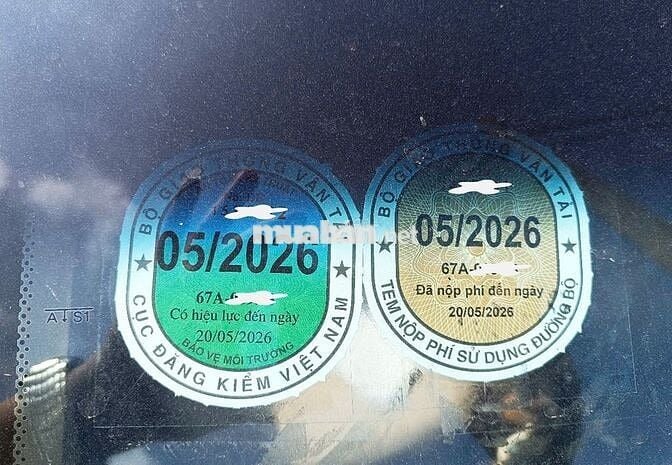 BỘ GIAO THÔNG VẬN TẢI
05/2026
67A-
Có hiệu lực đến ngày
20/05/2026
BẢO VỆ MÔI TRƯỜNG
CỤC ĐĂNG KIỂM VIỆT NAM
BỘ GIAO THÔNG VẬN TẢI
05/2026
67A-
Đã nộp phí đến ngày
20/05/2026
TEM NỘP PHÍ SỬ DỤNG ĐƯỜNG BỘ
muaban.net